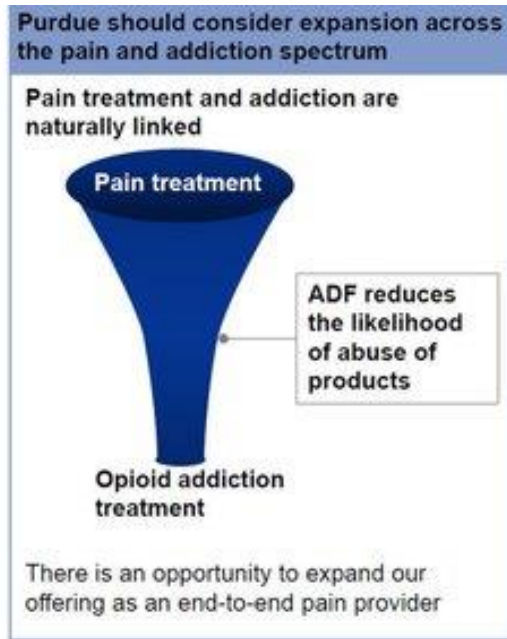 Purdue should consider expansion across
the pain and addiction spectrum
Pain treatment and addiction are
naturally linked
Pain treatment
ADF reduces
the likelihood
of abuse of
products
Opioid addiction
treatment
There is an opportunity to expand our
offering as an end-to-end pain provider